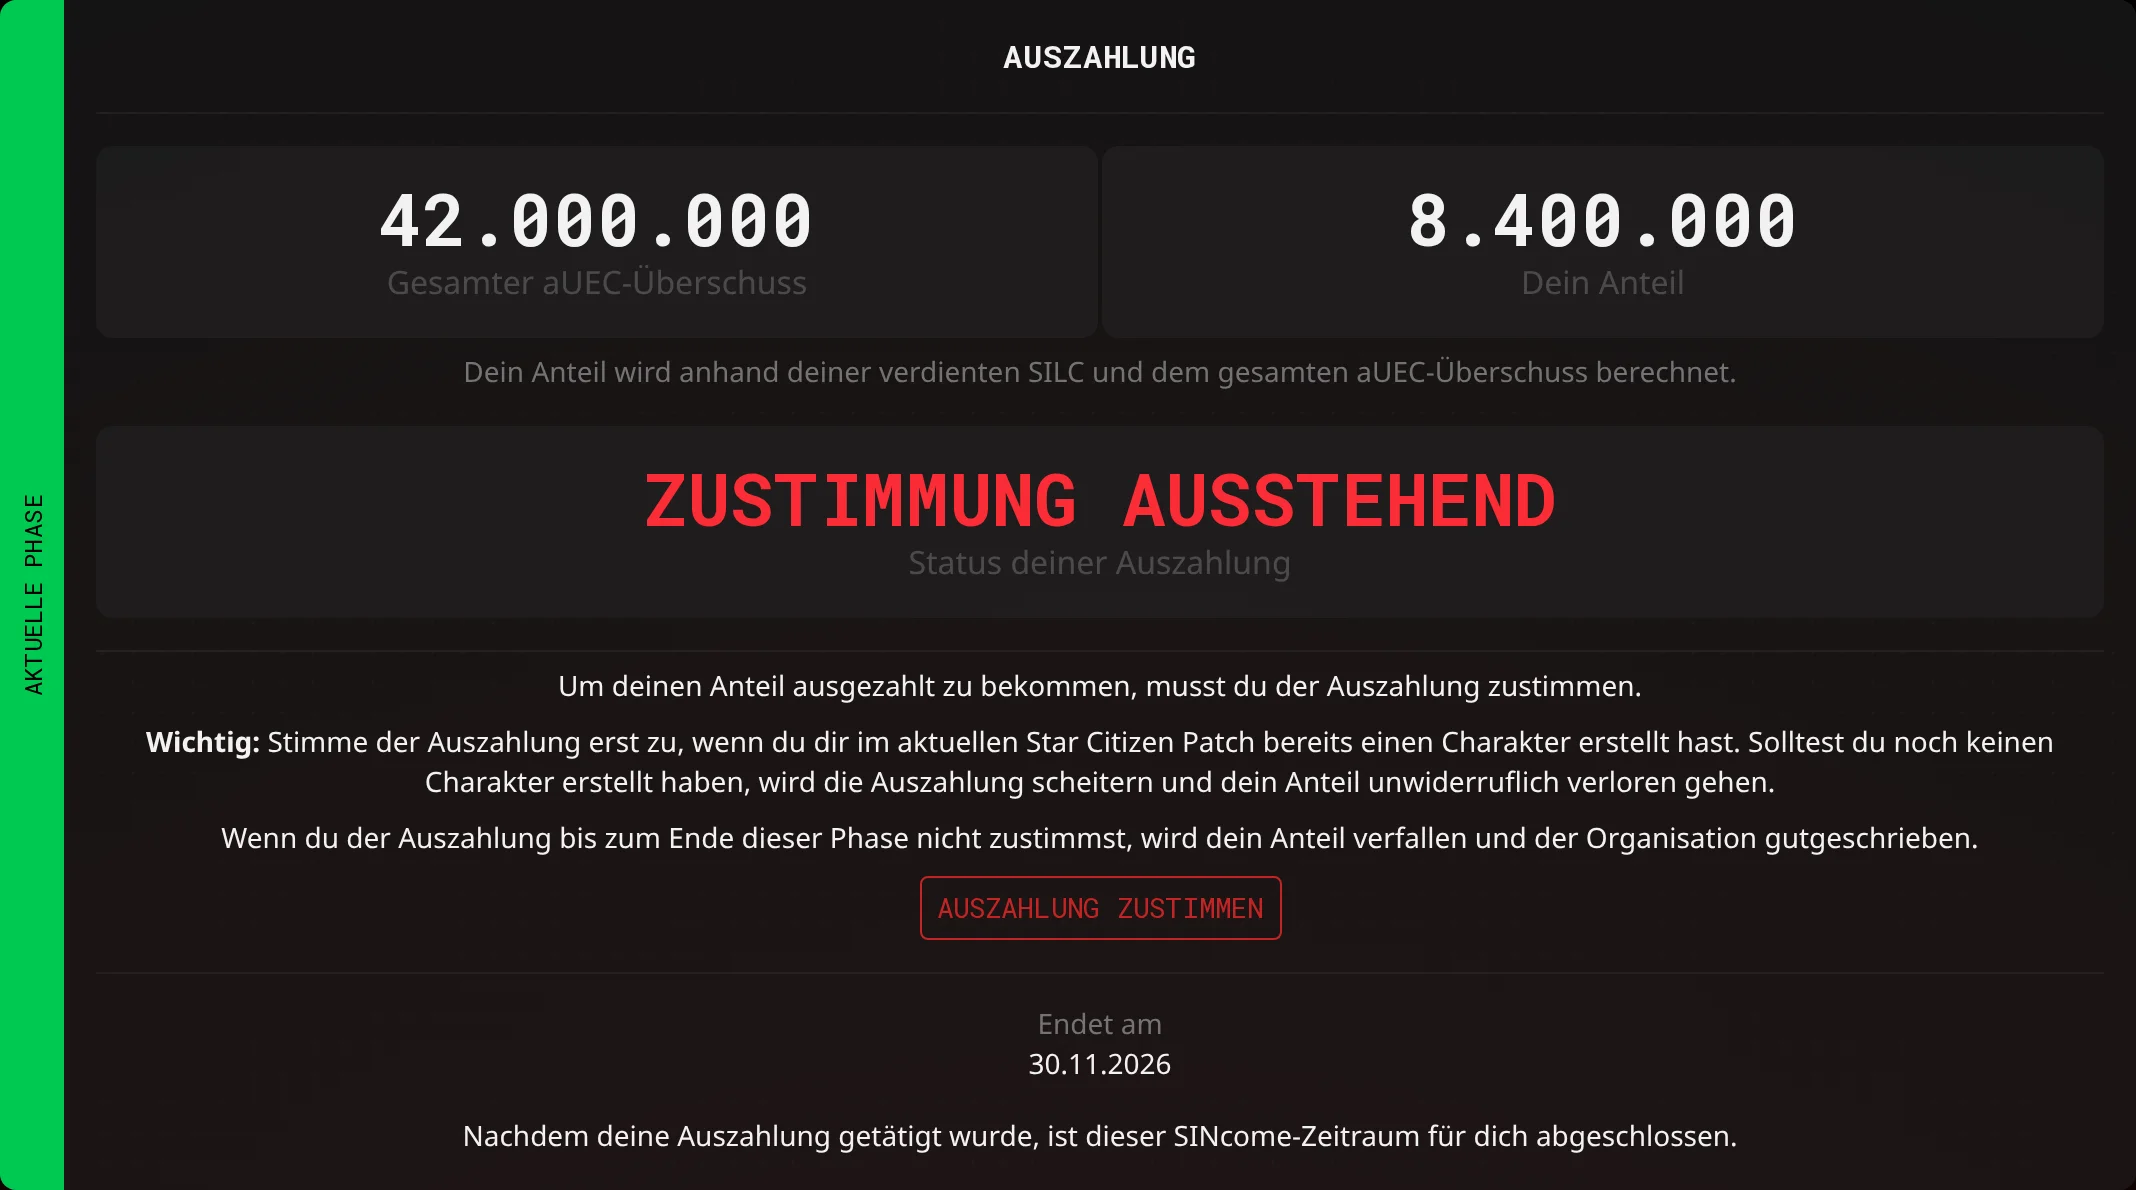 AUSZAHLUNG
42.000.000
Gesamter aUEC-Überschuss
8.400.000
Dein Anteil
Dein Anteil wird anhand deiner verdienten SILC und dem gesamten aUEC-Überschuss berechnet.
ZUSTIMMUNG AUSSTEHEND
Status deiner Auszahlung
AKTUELLE PHASE
Um deinen Anteil ausgezahlt zu bekommen, musst du der Auszahlung zustimmen.
Wichtig: Stimme der Auszahlung erst zu, wenn du dir im aktuellen Star Citizen Patch bereits einen Charakter erstellt hast. Solltest du noch keinen
Charakter erstellt haben, wird die Auszahlung scheitern und dein Anteil unwiderruflich verloren gehen.
Wenn du der Auszahlung bis zum Ende dieser Phase nicht zustimmst, wird dein Anteil verfallen und der Organisation gutgeschrieben.
AUSZAHLUNG ZUSTIMMEN
Endet am
30.11.2026
Nachdem deine Auszahlung getätigt wurde, ist dieser SINcome-Zeitraum für dich abgeschlossen.